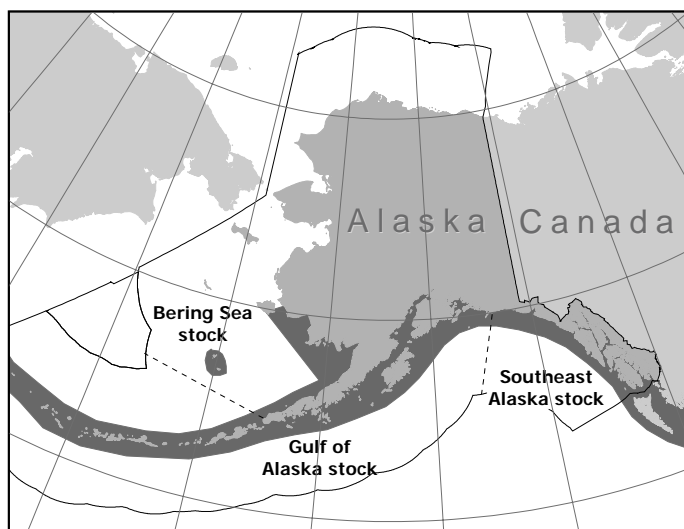 Alaska
Canada
Bering Sea
stock
Southeast
Alaska stock
Gulf of
Alaska stock